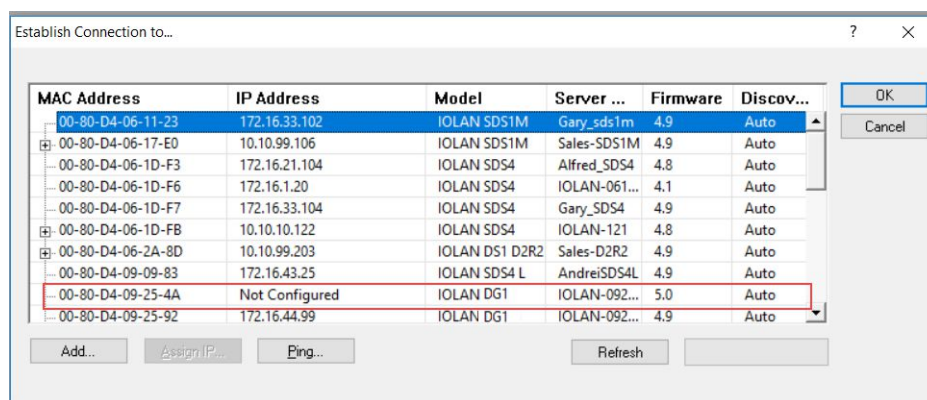 Establish Connection to...
?
MAC Address IP Address Model Server ... Firmware Discov...
OK
00-80-D4-06-11-23 172.16.33.102 IOLAN SDS1M Gary_sds1m 4.9 Auto
Cancel
00-80-D4-06-17-E0 10.10.99.106 IOLAN SDS1M Sales-SDS1M 4.9 Auto
00-80-D4-06-1D-F3 172.16.21.104 IOLAN SDS4 Alfred_SDS4 4.8 Auto
00-80-D4-06-1D-F6 172.16.1.20 IOLAN SDS4 IOLAN-061... 4.1 Auto
00-80-D4-06-1D-F7 172.16.33.104 IOLAN SDS4 Gary_SDS4 4.9 Auto
00-80-D4-06-1D-FB 10.10.10.122 IOLAN SDS4 IOLAN-121 4.8 Auto
00-80-D4-06-2A-8D 10.10.99.203 IOLAN DS1 D2R2 Sales-D2R2 4.9 Auto
00-80-D4-09-09-83 172.16.43.25 IOLAN SDS4 L AndreiSDS4L 4.9 Auto
00-80-D4-09-25-4A Not Configured IOLAN DG1 IOLAN-092... 5.0 Auto
00-80-D4-09-25-92 172.16.44.99 IOLAN DG1 IOLAN-092... 4.9 Auto
Add... Assign IP... Ping... Refresh